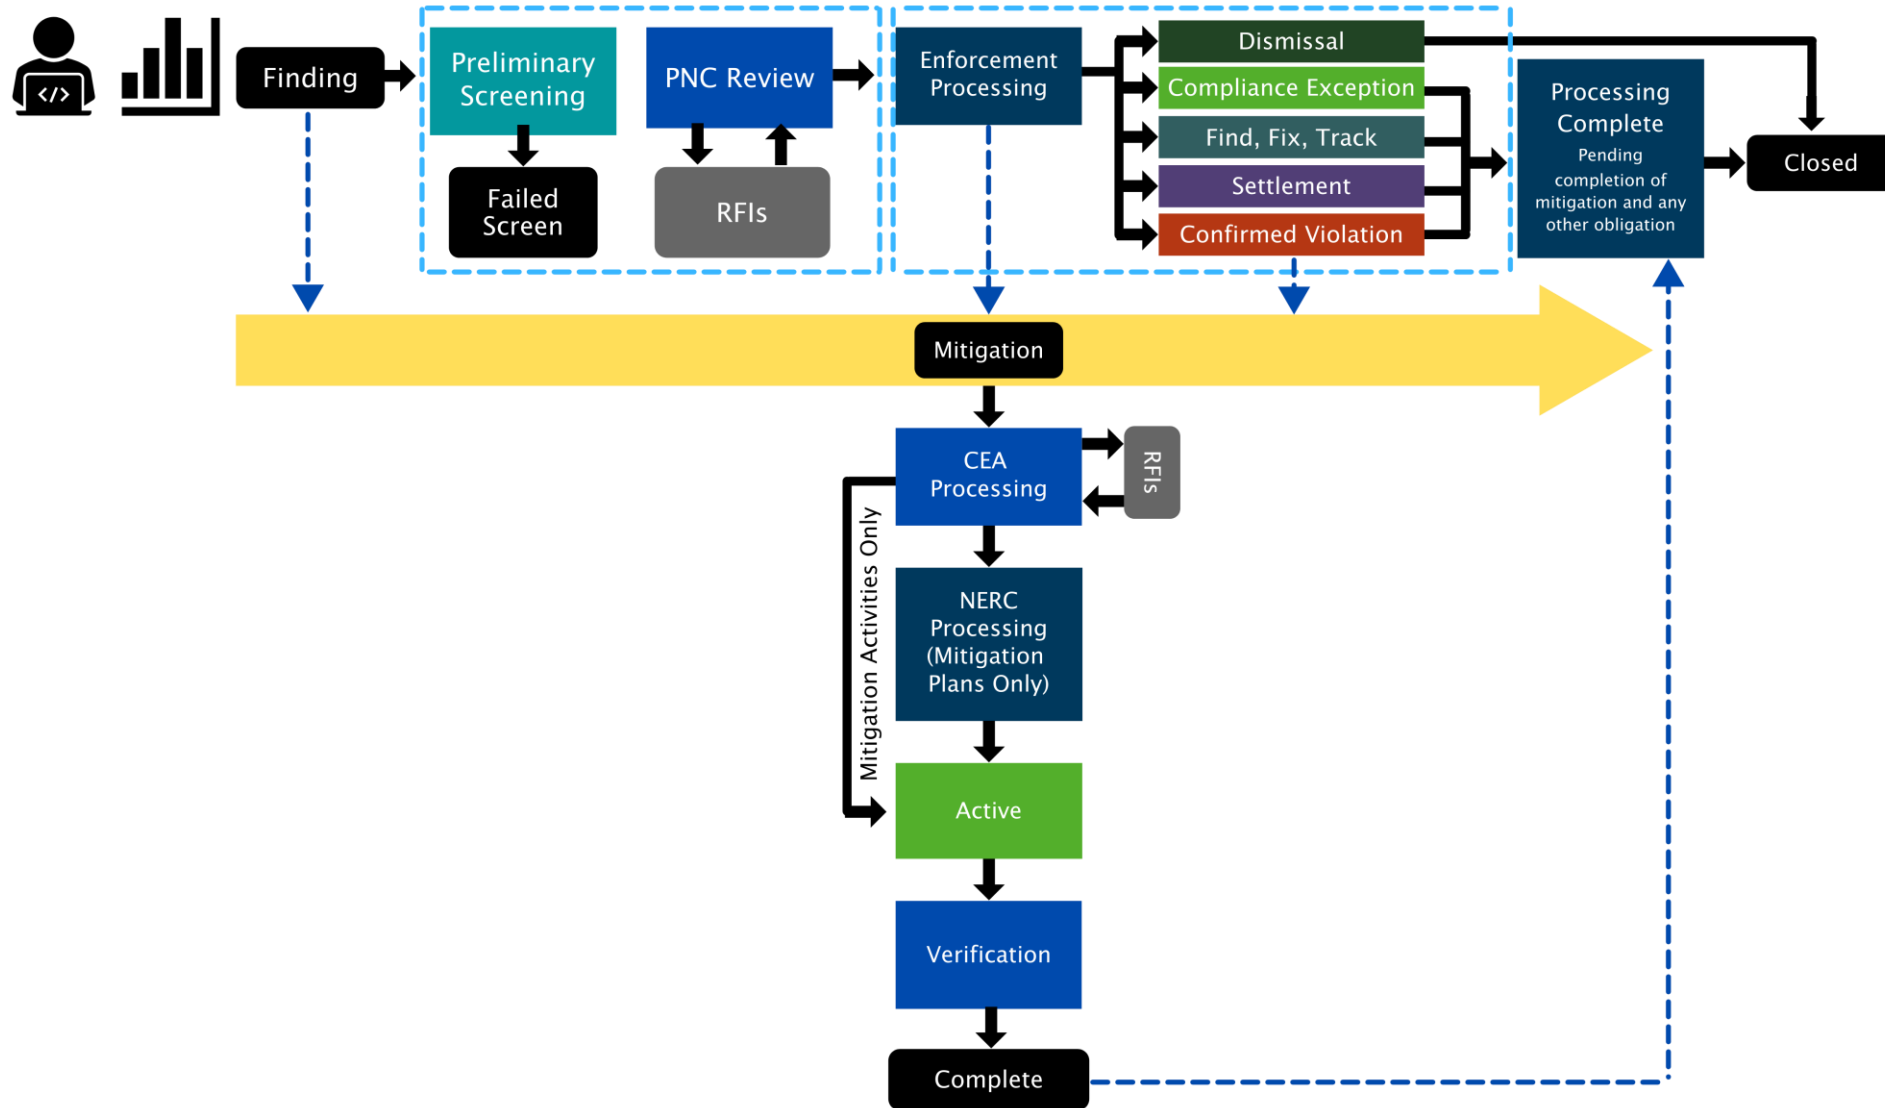 </>
Finding
Preliminary
Screening
Failed
Screen
PNC Review
RFIs
Enforcement
Processing
Dismissal
Compliance Exception
Find, Fix, Track
Settlement
Confirmed Violation
Processing
Complete
Pending
completion of
mitigation and any
other obligation
Closed
Mitigation
CEA
Processing
RFIs
Mitigation Activities Only
NERC
Processing
(Mitigation
Plans Only)
Active
Verification
Complete